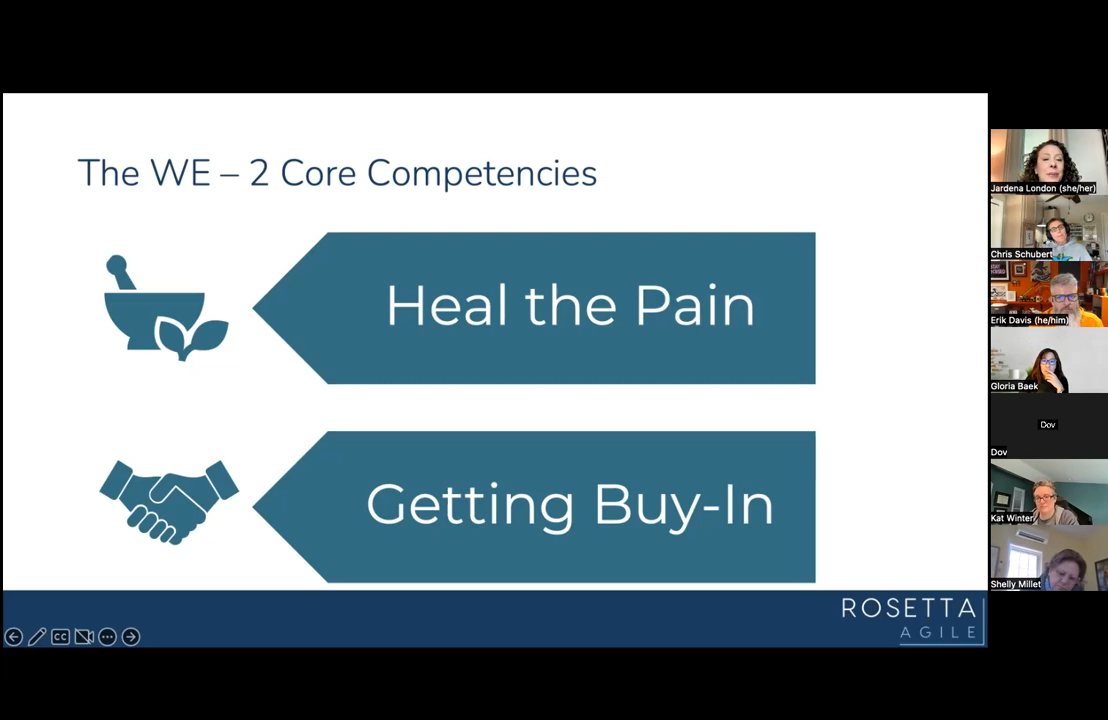 The WE – 2 Core Competencies
Heal the Pain
Getting Buy-In
ROSETTA
AGILE
CC
Jardena London (she/her)
Chris Schubert
Erik Davis (he/him)
Gloria Baek
Dov
Dov
Kat Winter
Shelly Millet